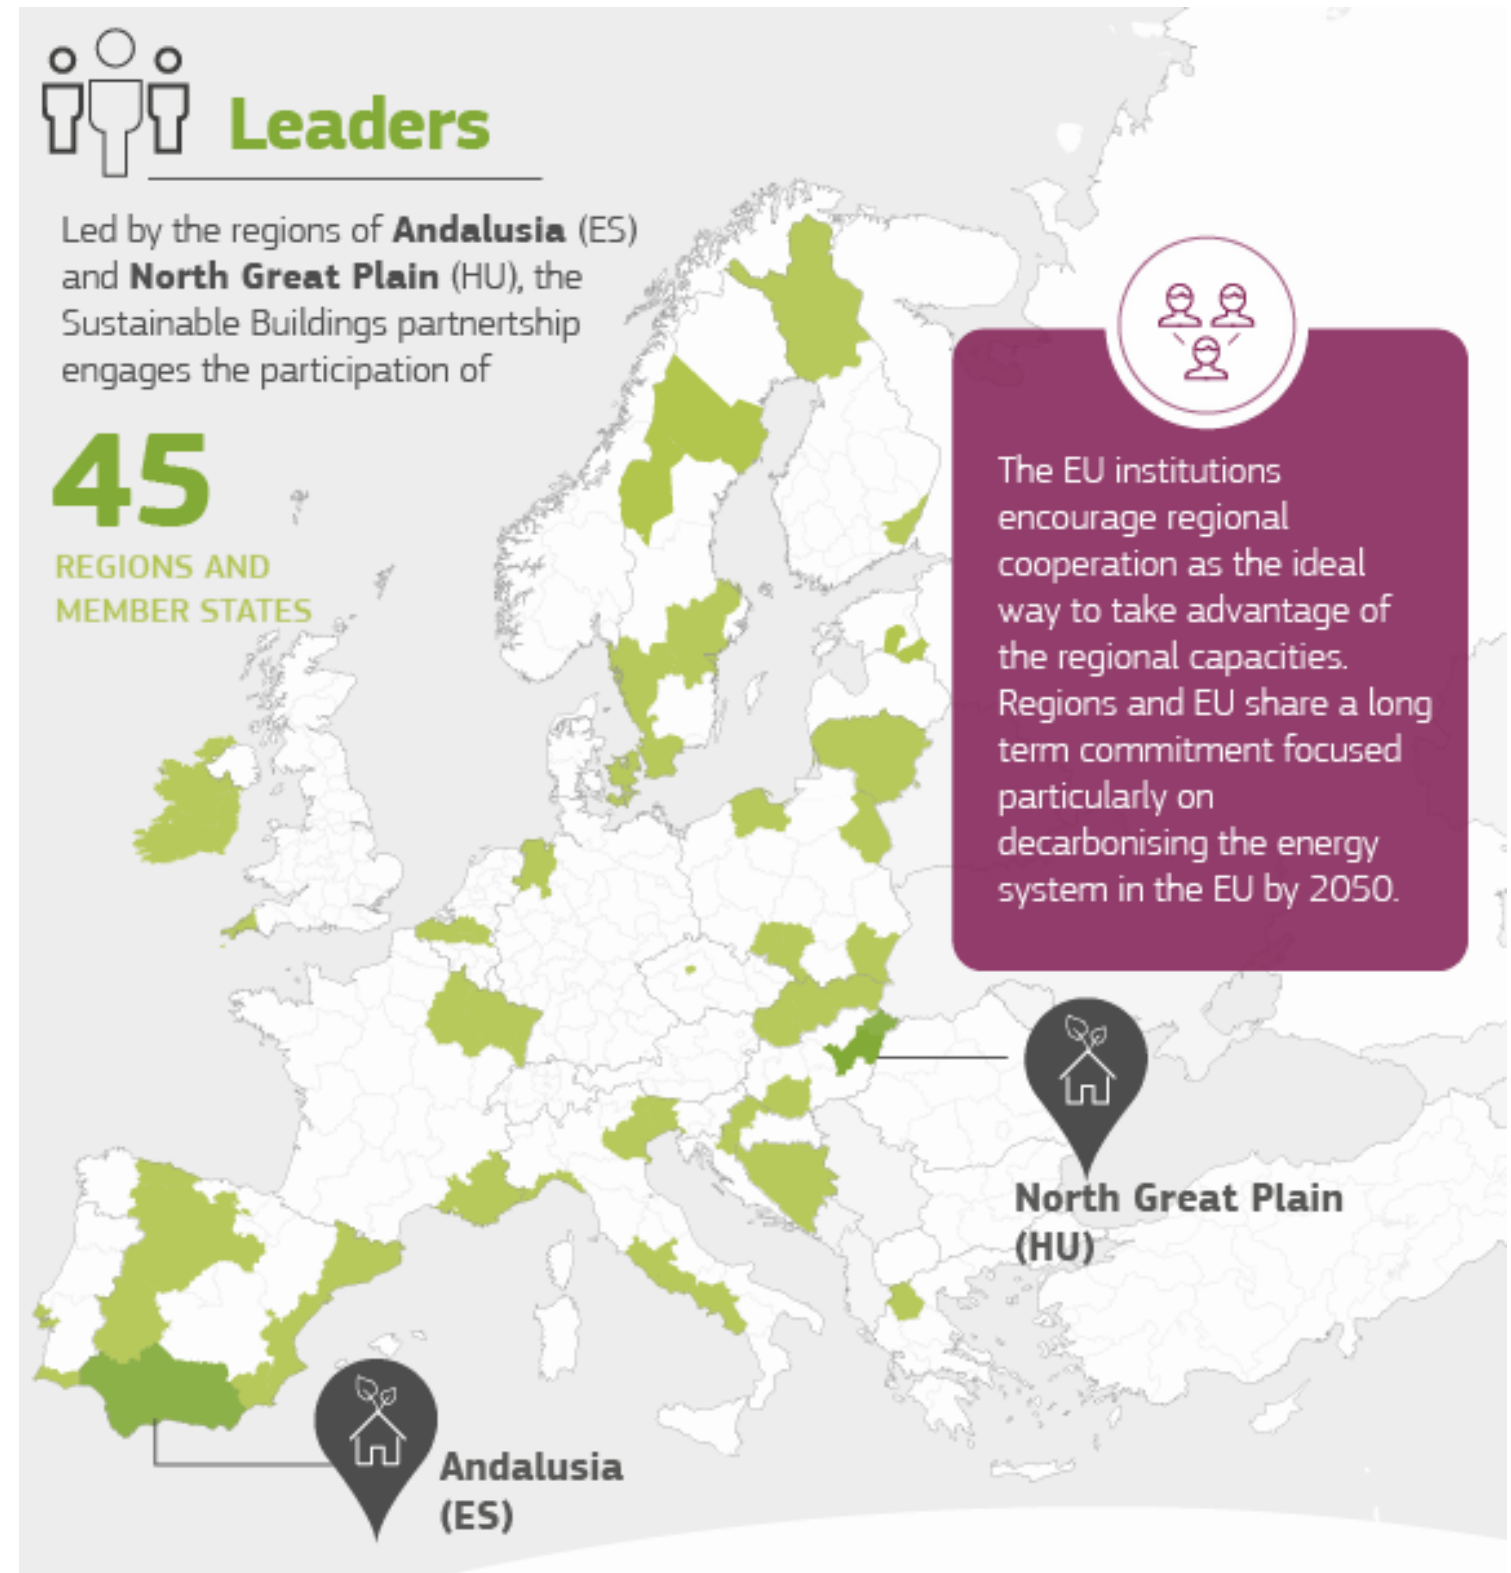 Leaders
Led by the regions of Andalusia (ES)
and North Great Plain (HU), the
Sustainable Buildings partnertship
engages the participation of
45
REGIONS AND
MEMBER STATES
The EU institutions
encourage regional
cooperation as the ideal
way to take advantage of
the regional capacities.
Regions and EU share a long
term commitment focused
particularly on
decarbonising the energy
system in the EU by 2050.
North Great Plain
(HU)
Andalusia
(ES)